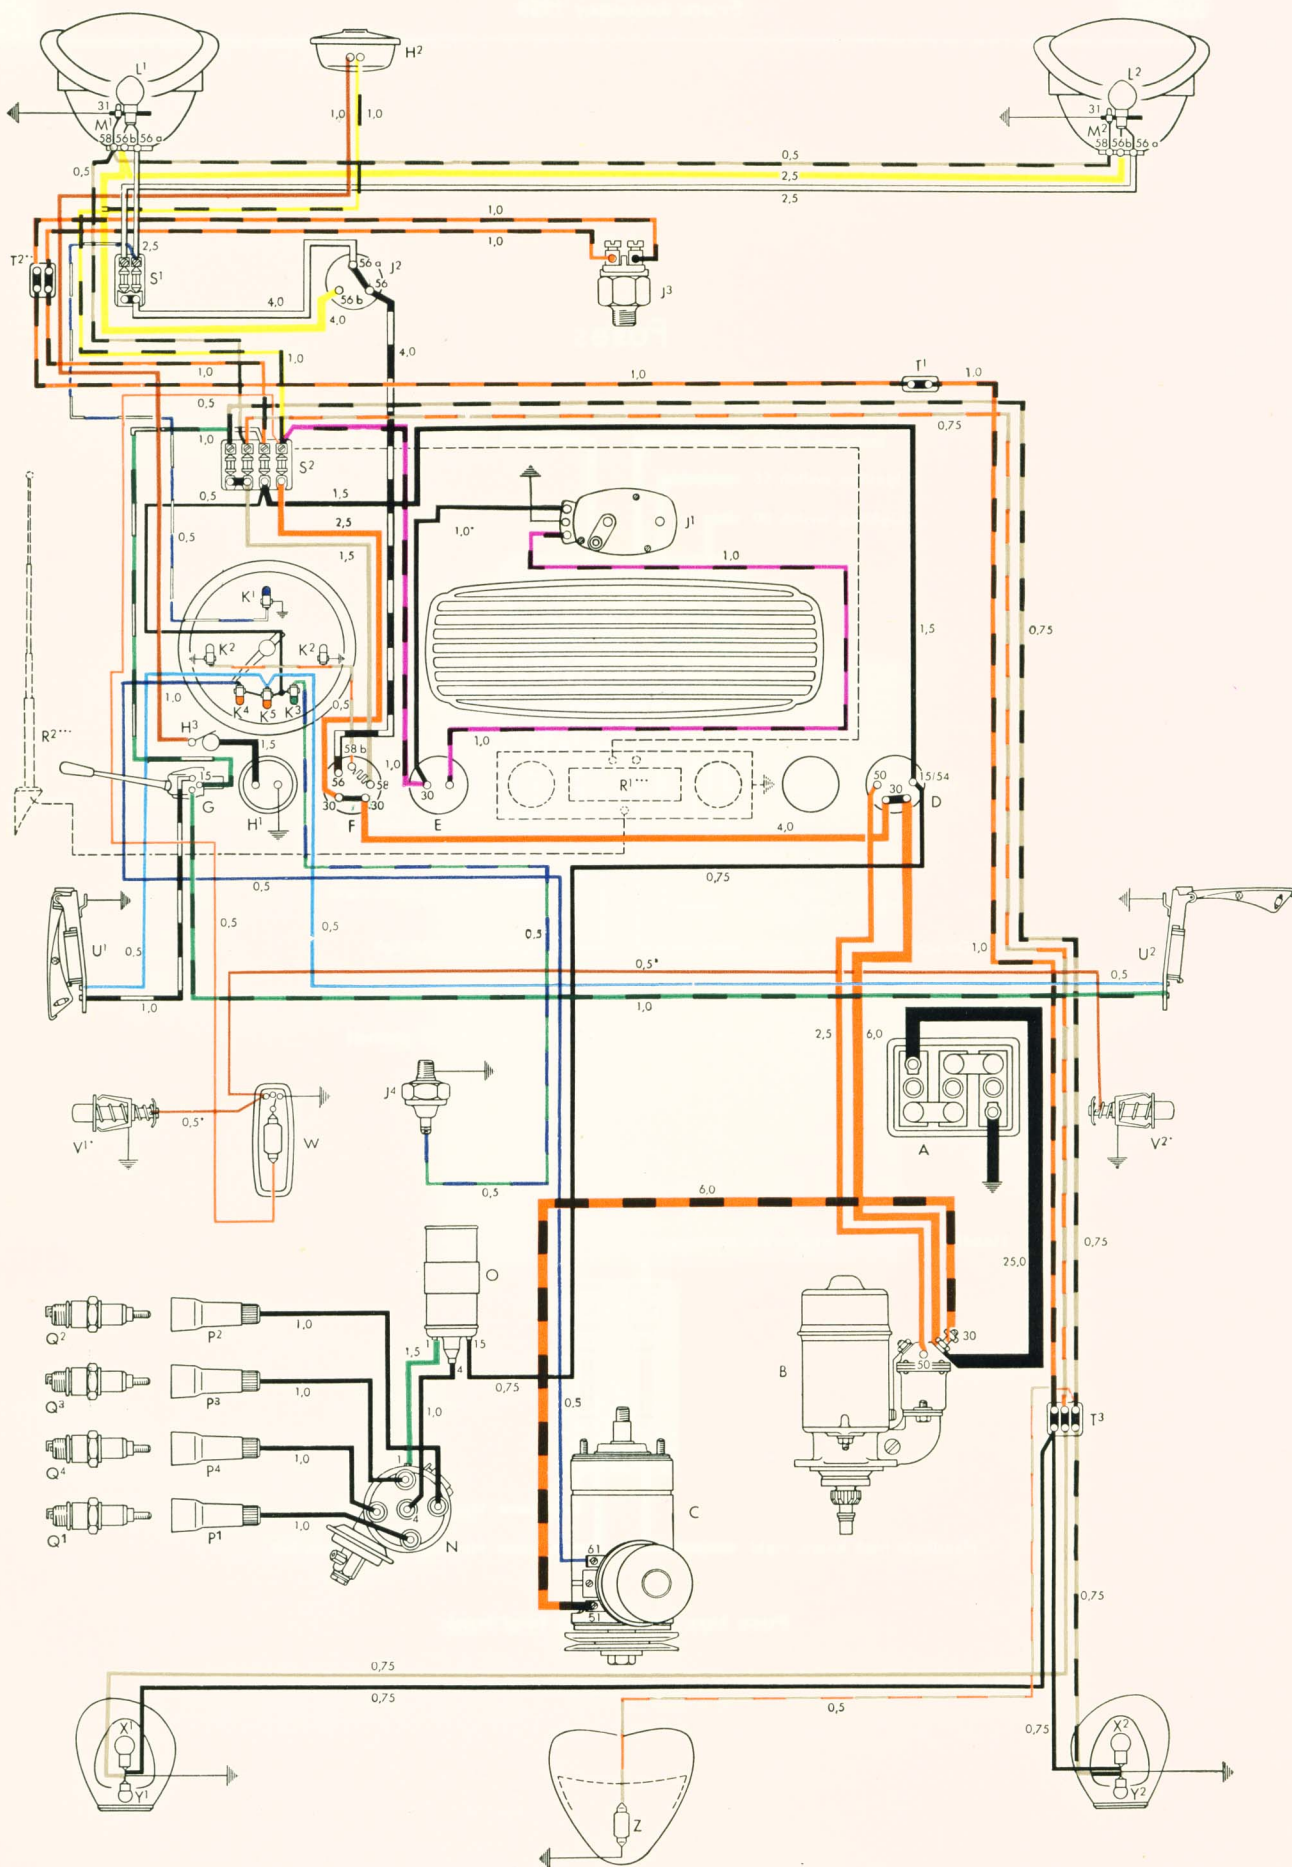 H²
L¹
L²
31
31
M¹
M²
58 56b 56a
58 56b 56a
1,0
1,0
0,5
0,5
2,5
2,5
1,0
1,0
T²**
2,5
S¹
56a
J²
56
56 b
J³
4,0
4,0
4,0
1,0
1,0
1,0
T¹
1,0
0,5
0,75
1,0
S²
0,5
1,5
2,5
1,0*
J¹
0,5
1,5
1,0
K¹
1,5
0,75
K²
K²
1,0
K⁴
K⁵
K³
0,5
H³
R²***
1,5
58 b
1,0
1,0
15
56
58
30
R¹***
50
15/54
30
G
H¹
30
30
F
E
D
4,0
0,5
0,75
U¹
0,5
0,5
0,5
0,5
1,0
U²
0,5*
0,5
1,0
1,0
2,5
6,0
J⁴
V¹*
0,5*
W
A
V²*
0,5
6,0
0,75
25,0
O
Q²
P²
1,0
1
15
4
1,5
30
50
B
Q³
P³
1,0
0,75
1,0
0,5
T³
Q⁴
P⁴
1,0
1
4
C
Q¹
P¹
1,0
N
61
51
0,75
0,75
0,75
0,5
0,75
X¹
Y¹
X²
Y²
Z